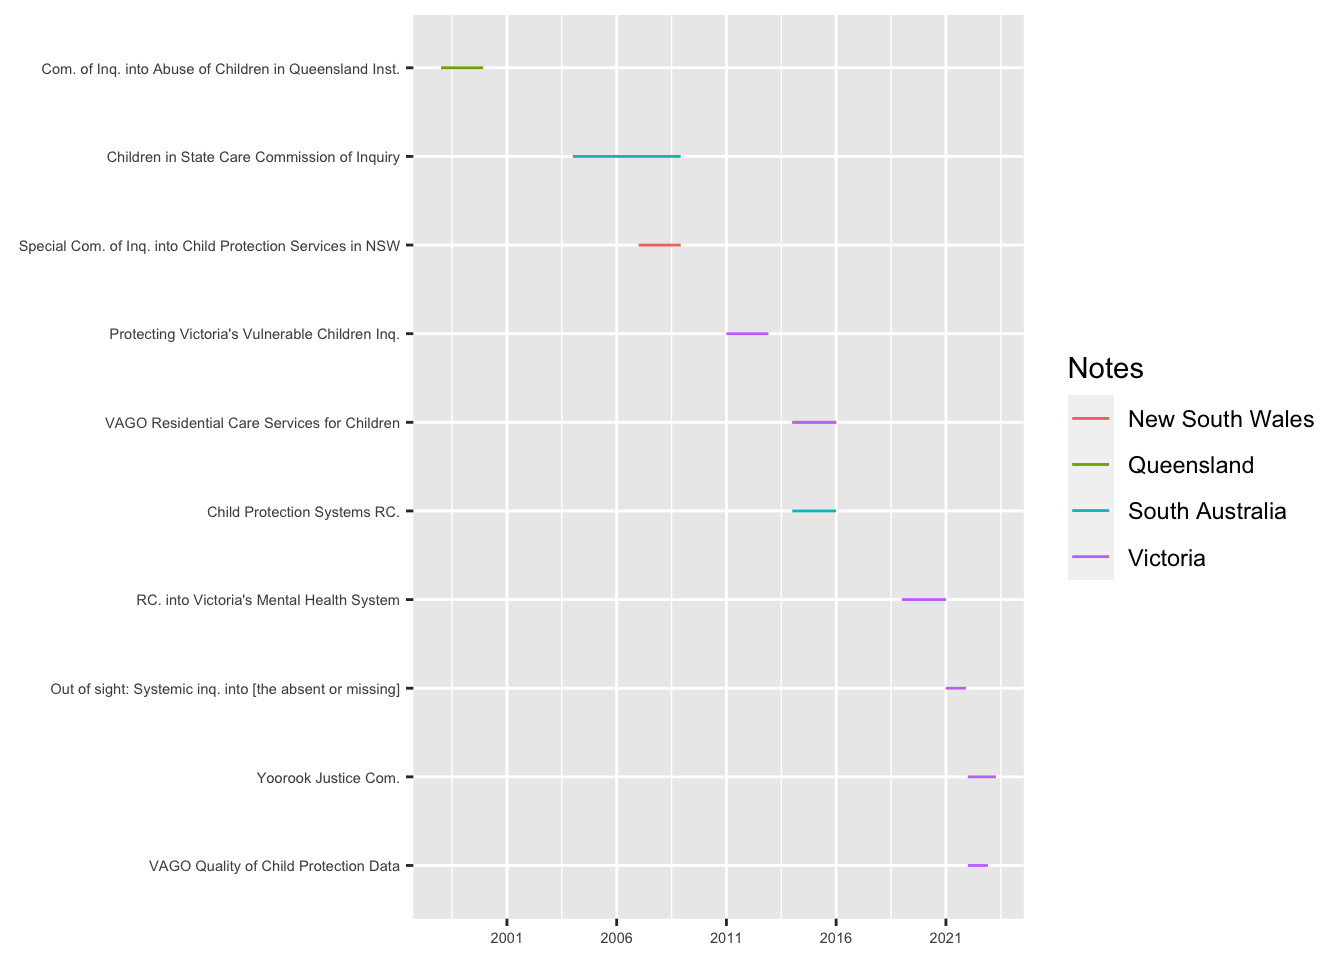 Com. of Inq. into Abuse of Children in Queensland Inst.
Children in State Care Commission of Inquiry
Special Com. of Inq. into Child Protection Services in NSW
Protecting Victoria's Vulnerable Children Inq.
VAGO Residential Care Services for Children
Child Protection Systems RC.
RC. into Victoria's Mental Health System
Out of sight: Systemic inq. into [the absent or missing]
Yoorook Justice Com.
VAGO Quality of Child Protection Data
2001 2006 2011 2016 2021
Notes
New South Wales
Queensland
South Australia
Victoria